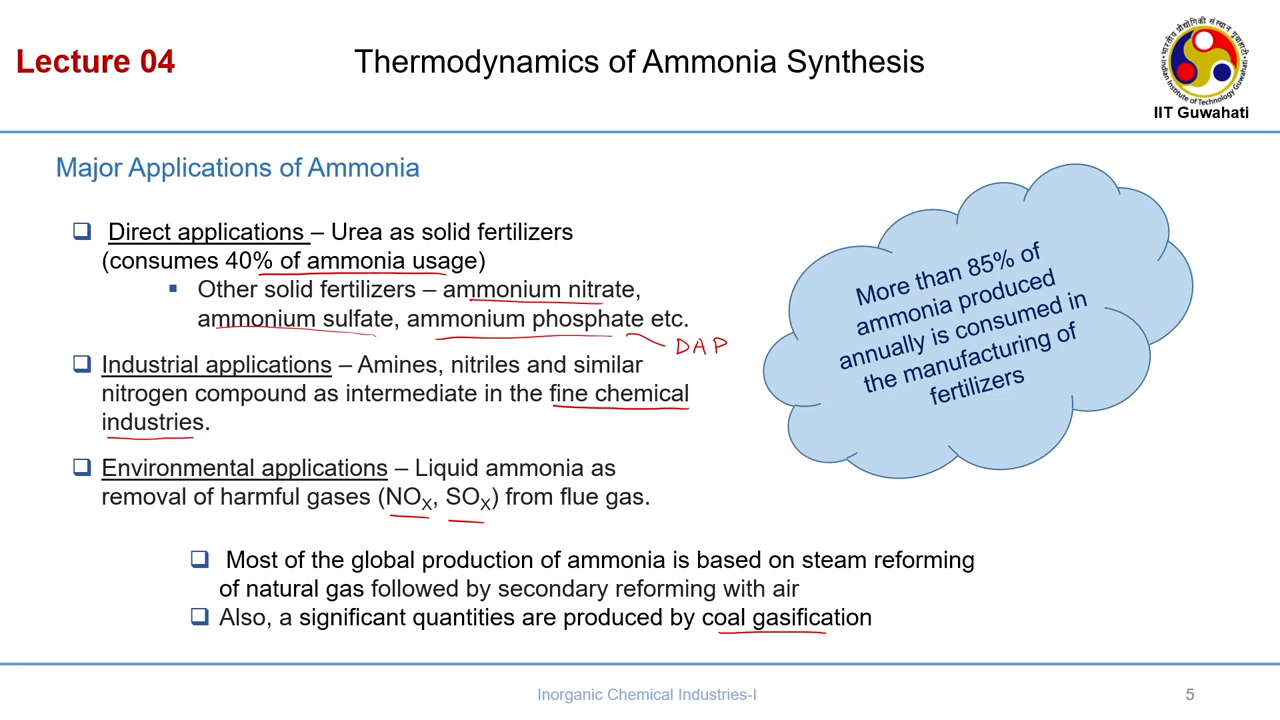 Lecture 04
Thermodynamics of Ammonia Synthesis
IIT Guwahati
Major Applications of Ammonia
Direct applications – Urea as solid fertilizers
(consumes 40% of ammonia usage)
Other solid fertilizers – ammonium nitrate,
ammonium sulfate, ammonium phosphate etc.
DAP
Industrial applications – Amines, nitriles and similar
nitrogen compound as intermediate in the fine chemical
industries.
Environmental applications – Liquid ammonia as
removal of harmful gases (NOX, SOX) from flue gas.
More than 85% of
ammonia produced
annually is consumed in
the manufacturing of
fertilizers
Most of the global production of ammonia is based on steam reforming
of natural gas followed by secondary reforming with air
Also, a significant quantities are produced by coal gasification
Inorganic Chemical Industries-I
5